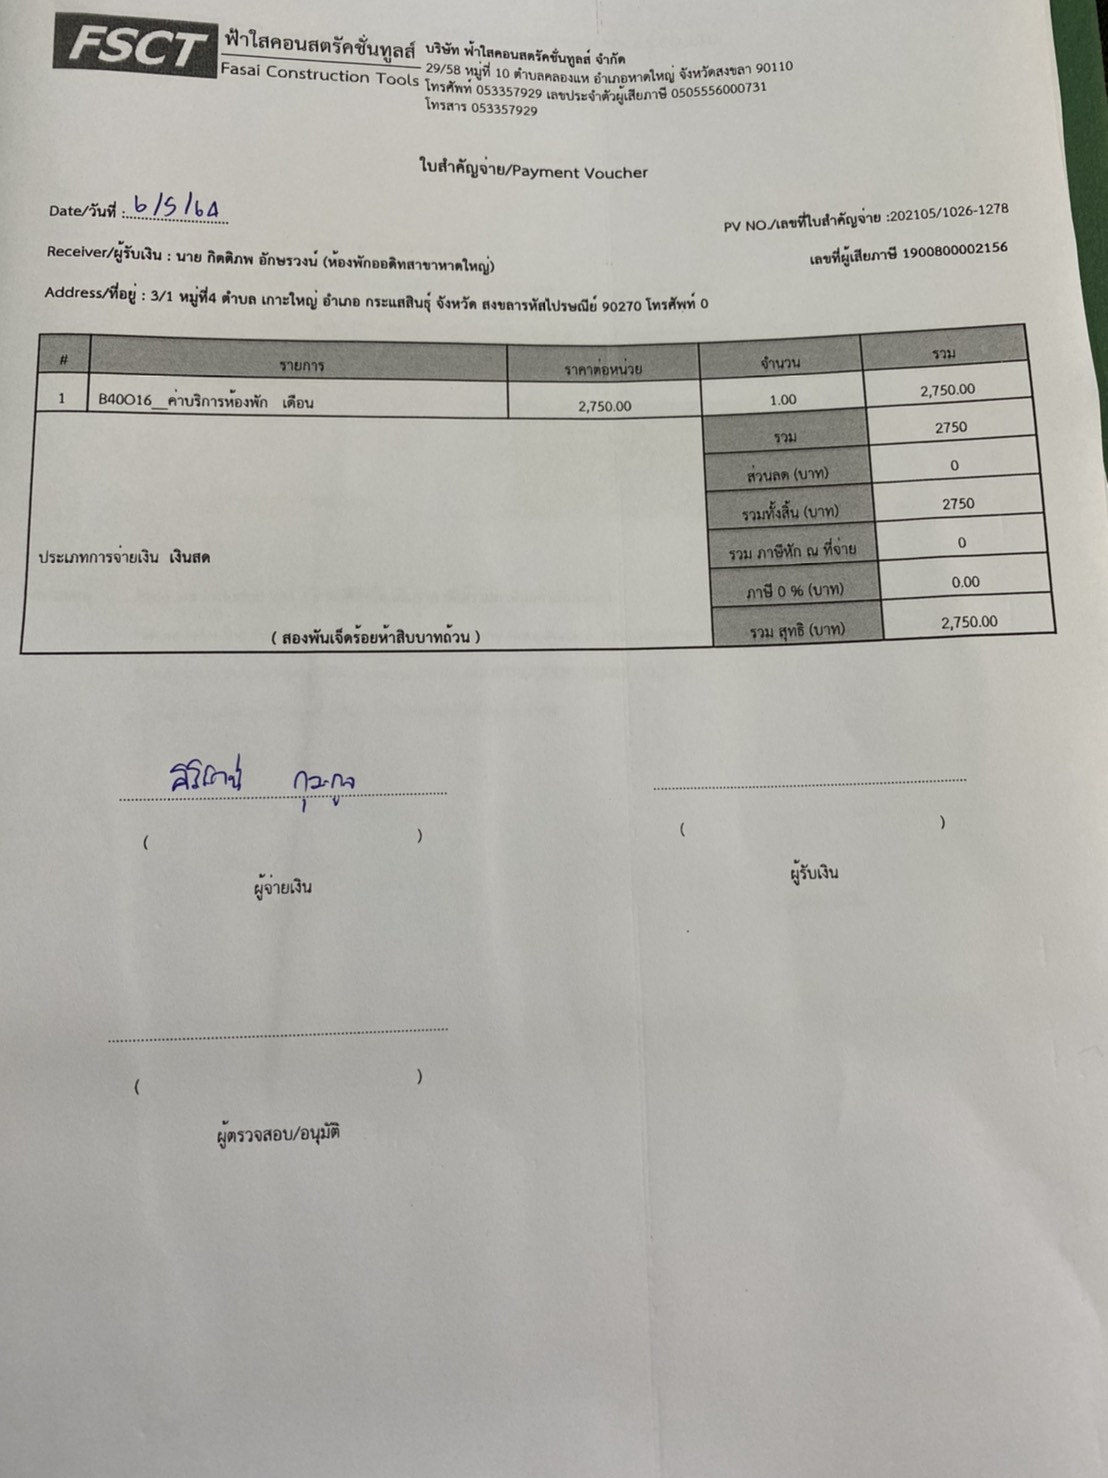 FSCT ฟ้าใสคอนสตรัคชั่นทูลส์
Fasai Construction Tools
บริษัท ฟ้าใสคอนสตรัคชั่นทูลส์ จำกัด
29/58 หมู่ที่ 10 ตำบลคลองแห อำเภอหาดใหญ่ จังหวัดสงขลา 90110
โทรศัพท์ 053357929 เลขประจำตัวผู้เสียภาษี 0505556000731
โทรสาร 053357929
ใบสำคัญจ่าย/Payment Voucher
Date/วันที่ : 6/5/64
PV NO./เลขที่ใบสำคัญจ่าย :202105/1026-1278
Receiver/ผู้รับเงิน : นาย กิตติภพ อักษรวงน์ (ห้องพักออดิทสาขาหาดใหญ่)
เลขที่ผู้เสียภาษี 1900800002156
Address/ที่อยู่ : 3/1 หมู่ที่4 ตำบล เกาะใหญ่ อำเภอ กระแสสินธุ์ จังหวัด สงขลารหัสไปรษณีย์ 90270 โทรศัพท์ 0
# รายการ ราคาต่อหน่วย จำนวน รวม
1 B40O16__ค่าบริการห้องพัก เดือน 2,750.00 1.00 2,750.00
รวม 2750
ส่วนลด (บาท) 0
รวมทั้งสิ้น (บาท) 2750
ประเภทการจ่ายเงิน เงินสด
รวม ภาษีหัก ณ ที่จ่าย 0
ภาษี 0 % (บาท) 0.00
( สองพันเจ็ดร้อยห้าสิบบาทถ้วน )
รวม สุทธิ (บาท) 2,750.00
( )
( )
ผู้จ่ายเงิน
ผู้รับเงิน
( )
ผู้ตรวจสอบ/อนุมัติ